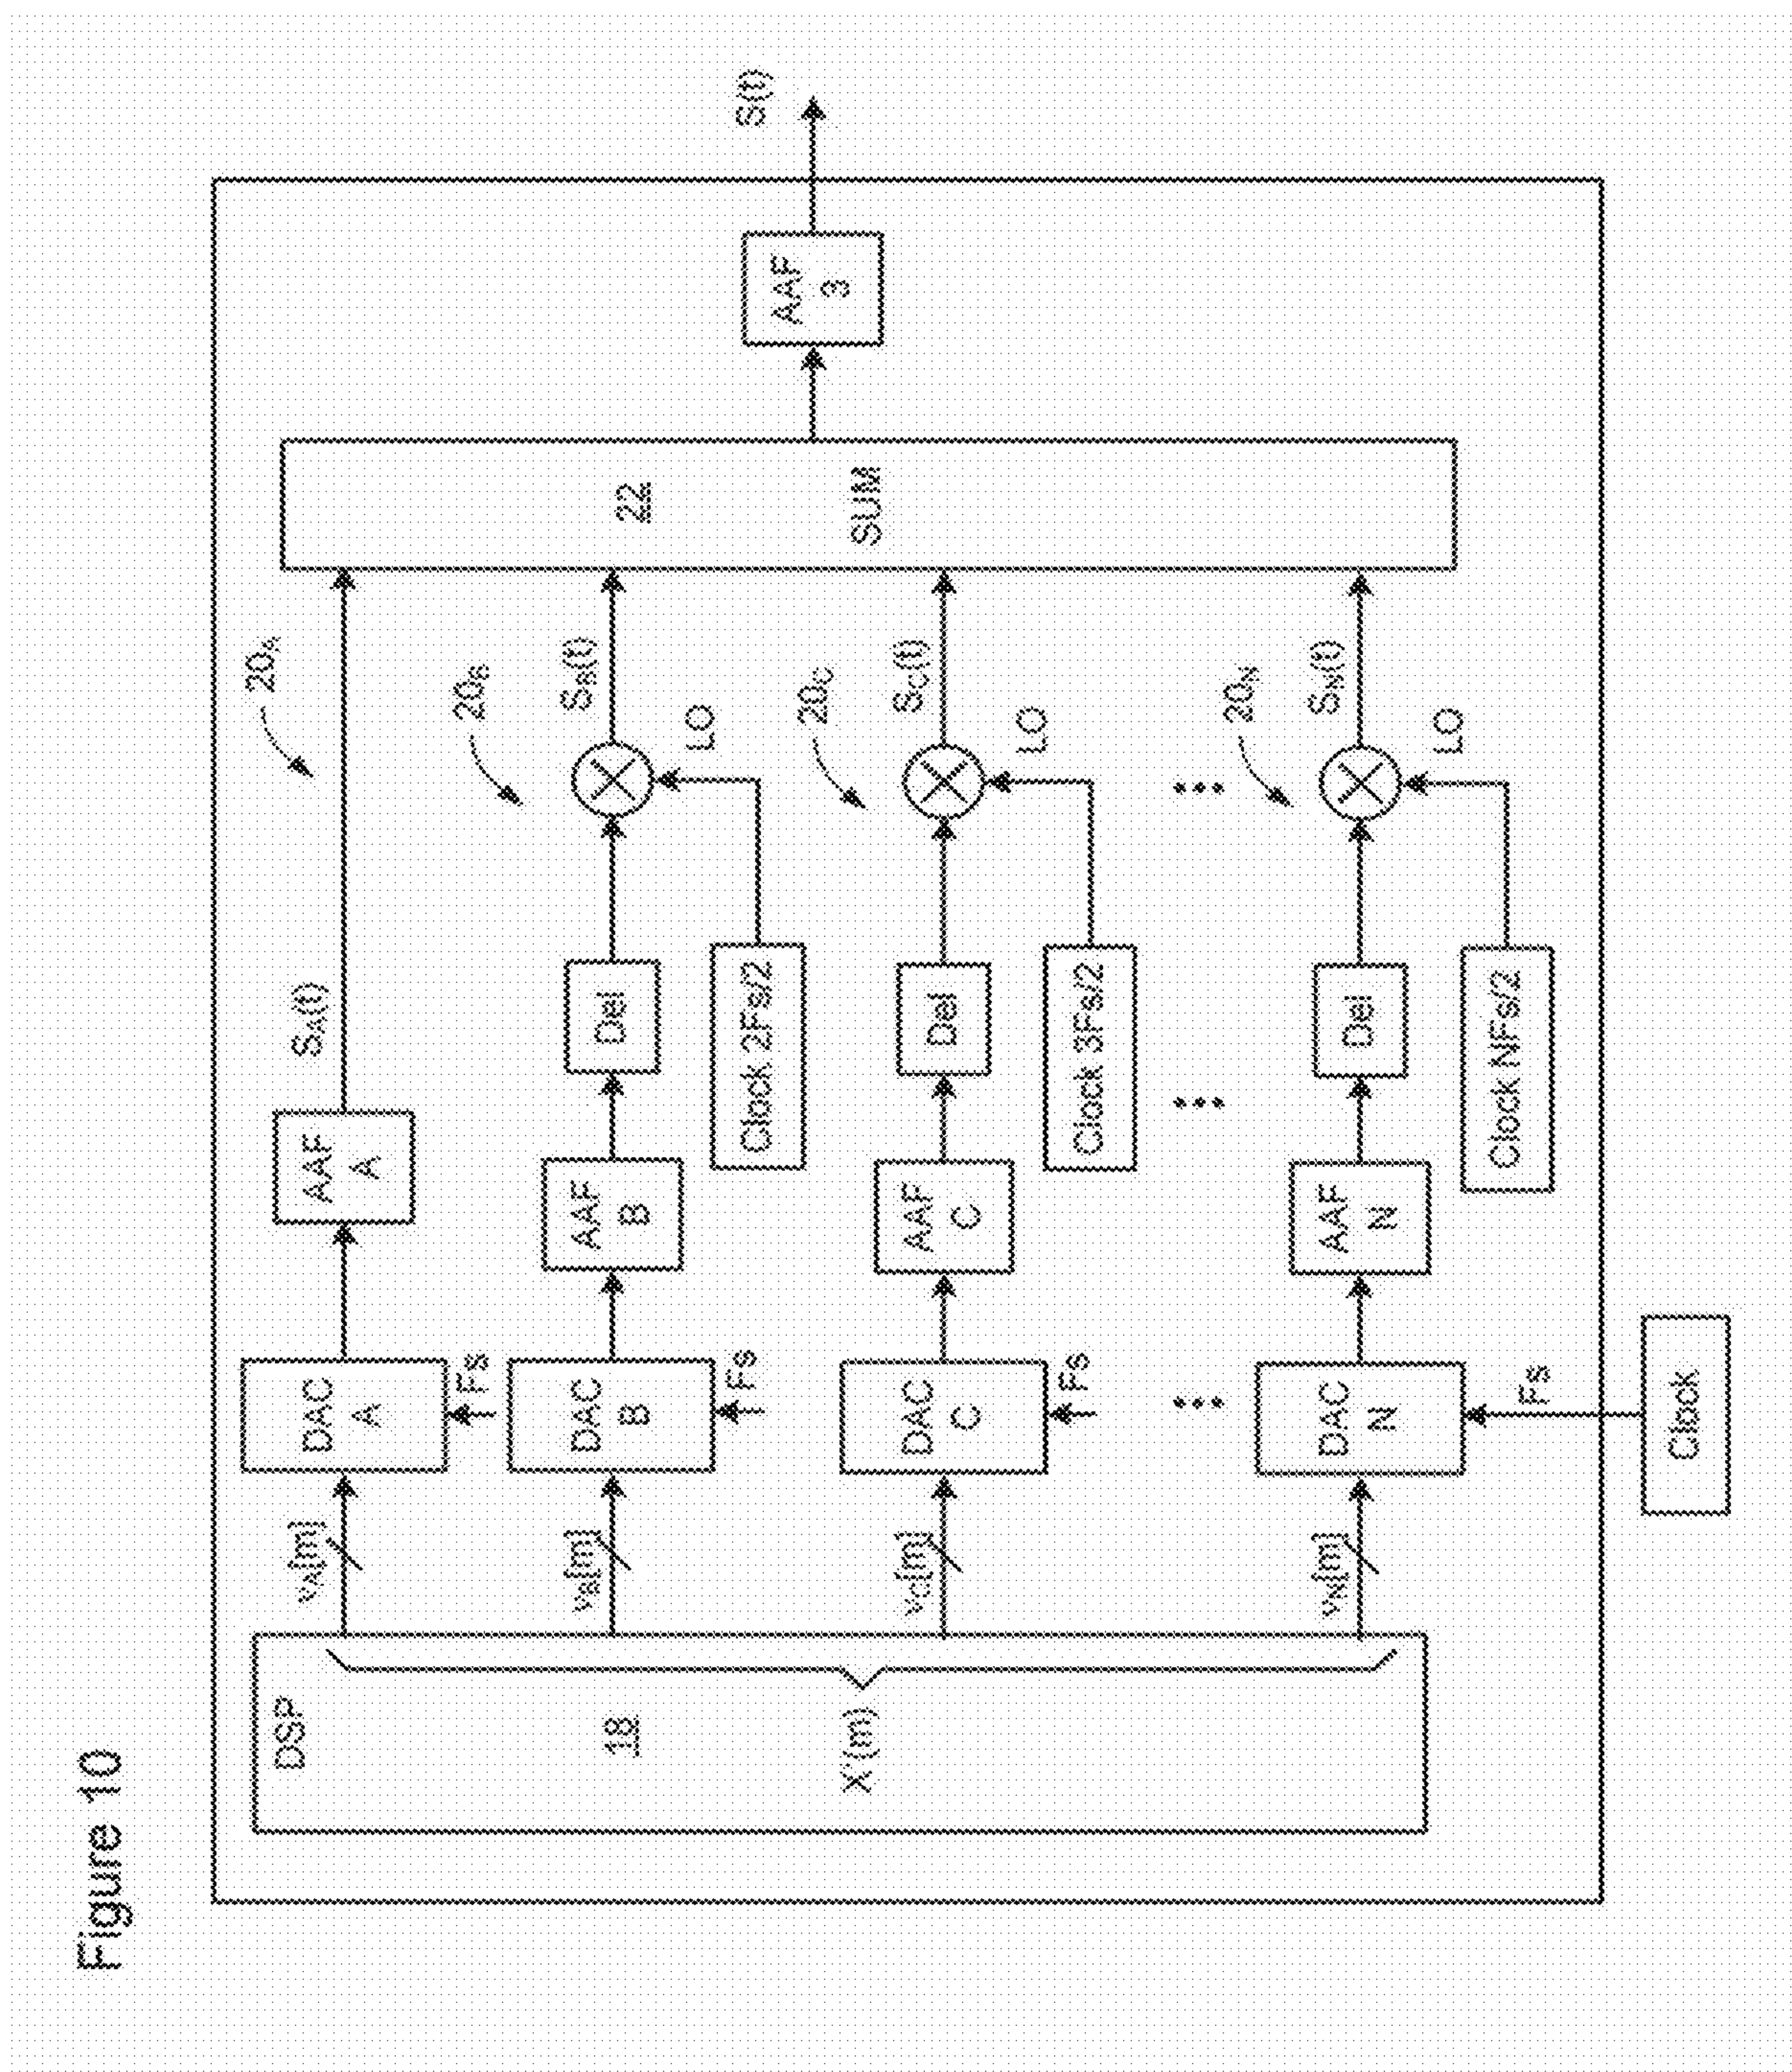 Figure 10
DSP
18
X'(m)
vA[m]
DAC
A
Fs
AAF
A
SA(t)
20A
vB[m]
DAC
B
Fs
AAF
B
Del
Clock 2Fs/2
LO
SB(t)
20B
vC[m]
DAC
C
Fs
AAF
C
Del
Clock 3Fs/2
LO
SC(t)
20C
...
...
...
vN[m]
DAC
N
Fs
Clock
AAF
N
Del
Clock NFs/2
LO
SN(t)
20N
22
SUM
AAF
3
S(t)